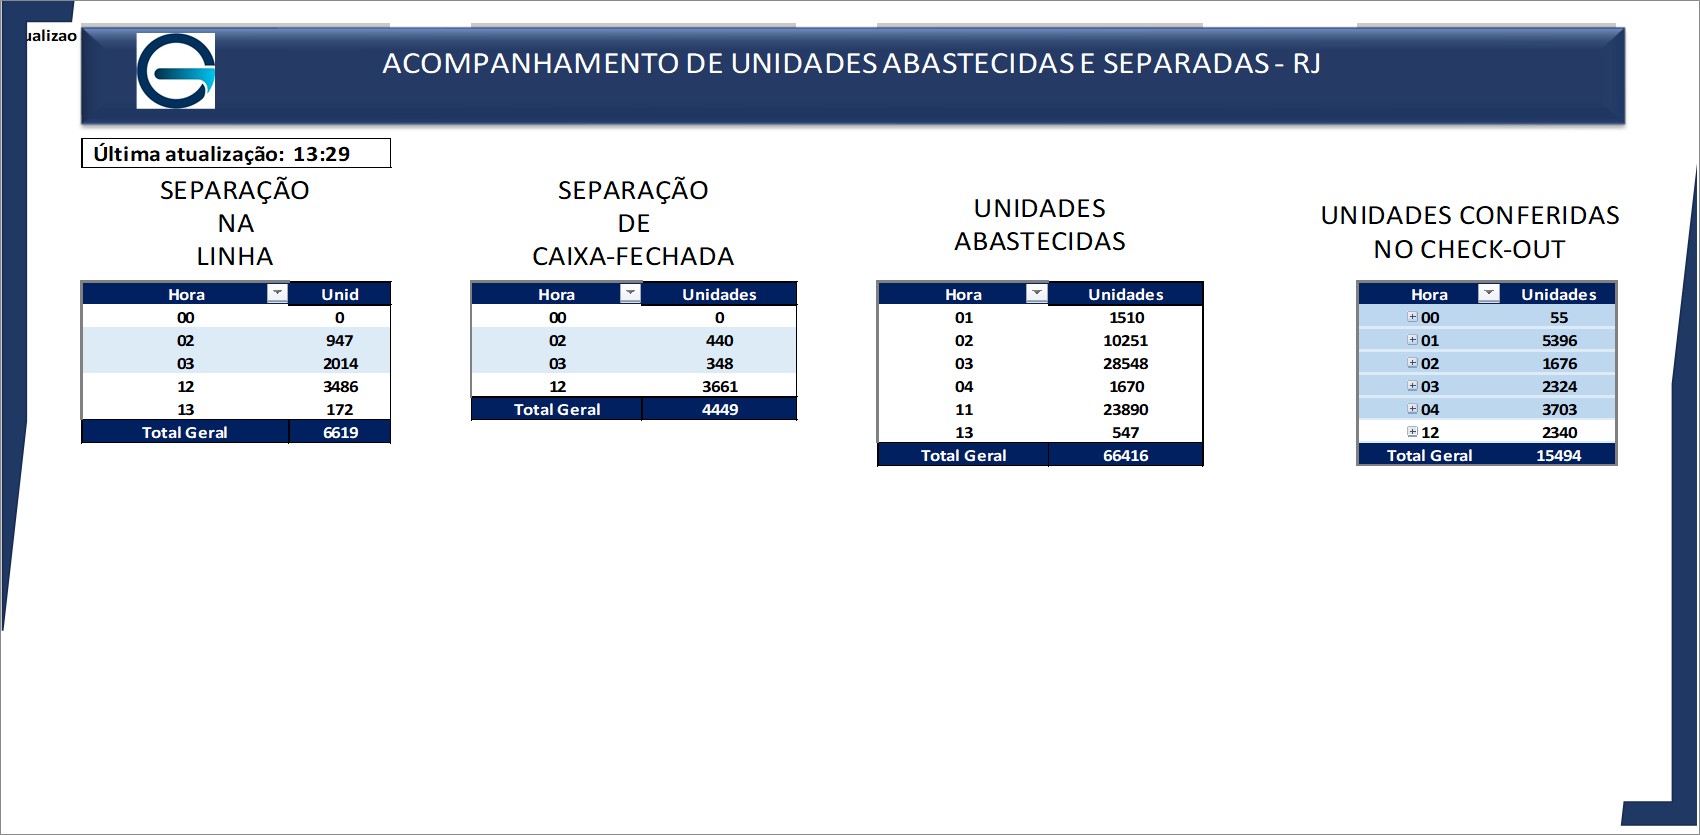 ualizao
ACOMPANHAMENTO DE UNIDADES ABASTECIDAS E SEPARADAS - RJ
Última atualização: 13:29
SEPARAÇÃO
NA
LINHA
Hora Unid
00 0
02 947
03 2014
12 3486
13 172
Total Geral 6619
SEPARAÇÃO
DE
CAIXA-FECHADA
Hora Unidades
00 0
02 440
03 348
12 3661
Total Geral 4449
UNIDADES
ABASTECIDAS
Hora Unidades
01 1510
02 10251
03 28548
04 1670
11 23890
13 547
Total Geral 66416
UNIDADES CONFERIDAS
NO CHECK-OUT
Hora Unidades
00 55
01 5396
02 1676
03 2324
04 3703
12 2340
Total Geral 15494